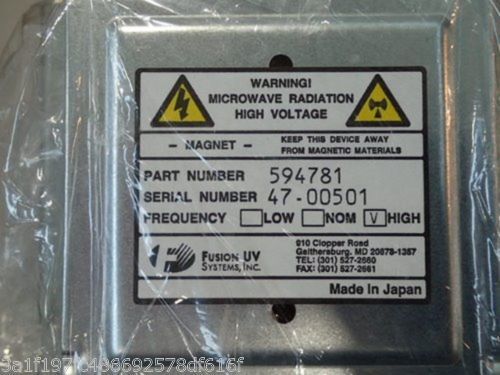 WARNING!
MICROWAVE RADIATION
HIGH VOLTAGE
- MAGNET -
KEEP THIS DEVICE AWAY
FROM MAGNETIC MATERIALS
PART NUMBER 594781
SERIAL NUMBER 47-00501
FREQUENCY LOW NOM V HIGH
FUSION UV
SYSTEMS, INC.
910 Clopper Road
Gaithersburg, MD 20878-1357
TEL: (301) 527-2660
FAX: (301) 527-2661
Made in Japan